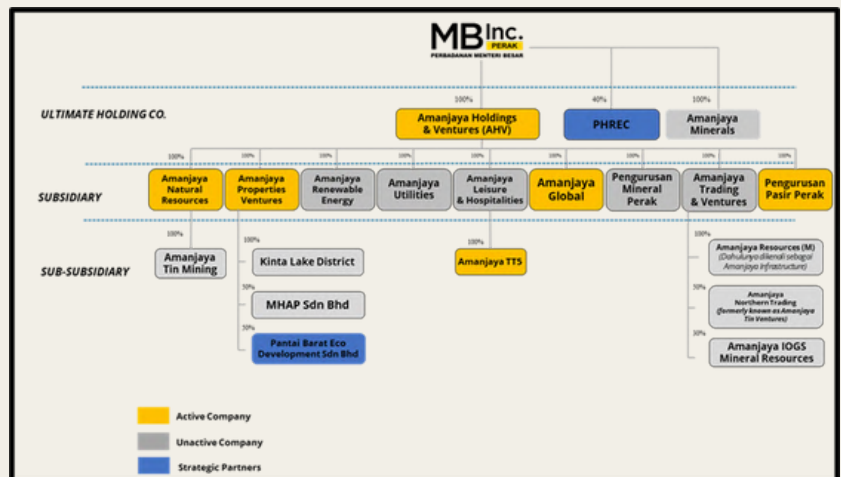 MBInc.
PERAK
PERBADANAN MENTERI BESAR
100%
40%
100%
ULTIMATE HOLDING CO.
Amanjaya Holdings
& Ventures (AHV)
PHREC
Amanjaya
Minerals
100%
100%
100%
100%
100%
100%
100%
100%
100%
SUBSIDIARY
Amanjaya
Natural
Resources
Amanjaya
Properties
Ventures
Amanjaya
Renewable
Energy
Amanjaya
Utilities
Amanjaya
Leisure
& Hospitalities
Amanjaya
Global
Pengurusan
Mineral
Perak
Amanjaya
Trading
& Ventures
Pengurusan
Pasir Perak
SUB-SUBSIDIARY
100%
Amanjaya
Tin Mining
100%
Kinta Lake District
50%
MHAP Sdn Bhd
30%
Pantai Barat Eco
Development Sdn Bhd
100%
Amanjaya TT5
100%
Amanjaya Resources (M)
(Dahulunya dikenali sebagai
Amanjaya Infrastructure)
50%
Amanjaya
Northern Trading
(formerly known as Amanjaya
Tin Ventures)
30%
Amanjaya IOGS
Mineral Resources
Active Company
Unactive Company
Strategic Partners